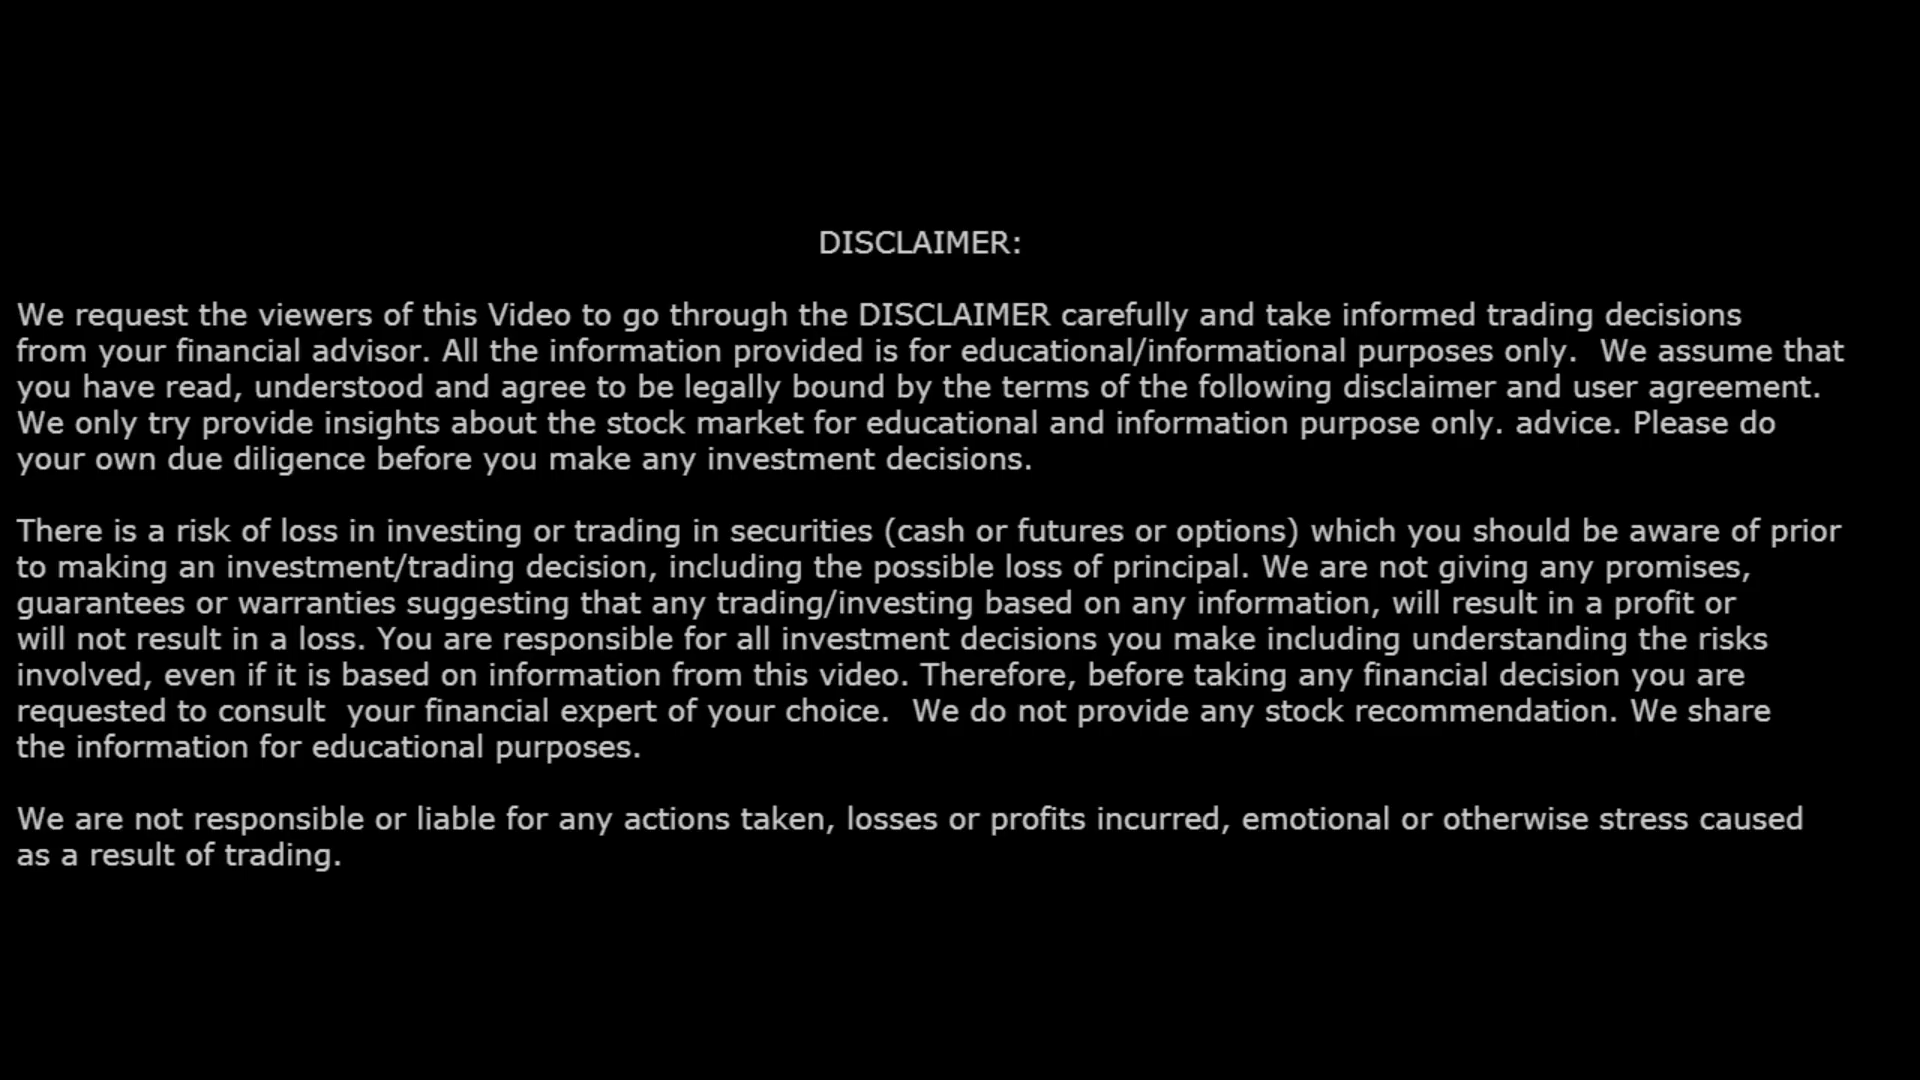 DISCLAIMER:
We request the viewers of this Video to go through the DISCLAIMER carefully and take informed trading decisions
from your financial advisor. All the information provided is for educational/informational purposes only.  We assume that
you have read, understood and agree to be legally bound by the terms of the following disclaimer and user agreement.
We only try provide insights about the stock market for educational and information purpose only. advice. Please do
your own due diligence before you make any investment decisions.
There is a risk of loss in investing or trading in securities (cash or futures or options) which you should be aware of prior
to making an investment/trading decision, including the possible loss of principal. We are not giving any promises,
guarantees or warranties suggesting that any trading/investing based on any information, will result in a profit or
will not result in a loss. You are responsible for all investment decisions you make including understanding the risks
involved, even if it is based on information from this video. Therefore, before taking any financial decision you are
requested to consult  your financial expert of your choice.  We do not provide any stock recommendation. We share
the information for educational purposes.
We are not responsible or liable for any actions taken, losses or profits incurred, emotional or otherwise stress caused
as a result of trading.